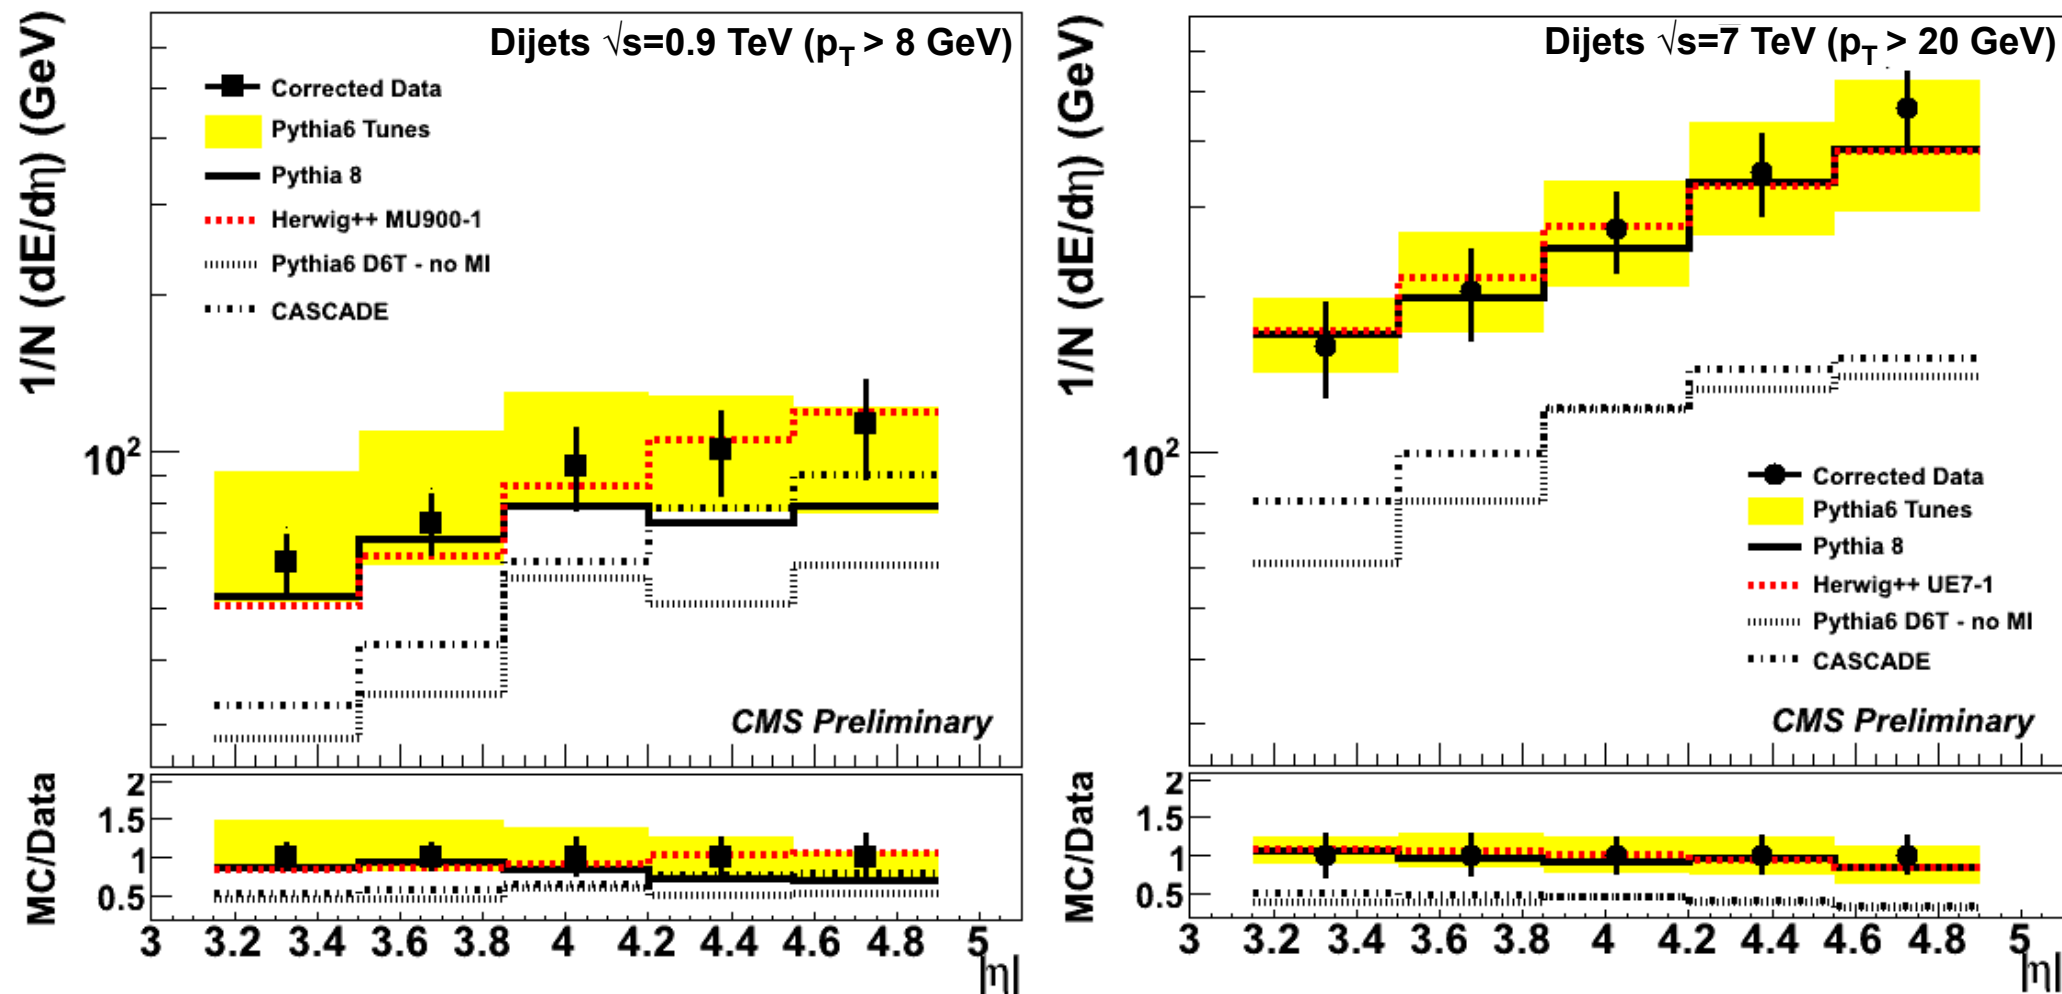 Dijets √s=0.9 TeV (pT > 8 GeV)
1/N (dE/dη) (GeV)
Corrected Data
Pythia6 Tunes
Pythia 8
Herwig++ MU900-1
Pythia6 D6T - no MI
CASCADE
10²
CMS Preliminary
MC/Data
2
1.5
1
0.5
3 3.2 3.4 3.6 3.8 4 4.2 4.4 4.6 4.8 5
|η|
Dijets √s=7 TeV (pT > 20 GeV)
1/N (dE/dη) (GeV)
10²
Corrected Data
Pythia6 Tunes
Pythia 8
Herwig++ UE7-1
Pythia6 D6T - no MI
CASCADE
CMS Preliminary
MC/Data
2
1.5
1
0.5
3 3.2 3.4 3.6 3.8 4 4.2 4.4 4.6 4.8 5
|η|